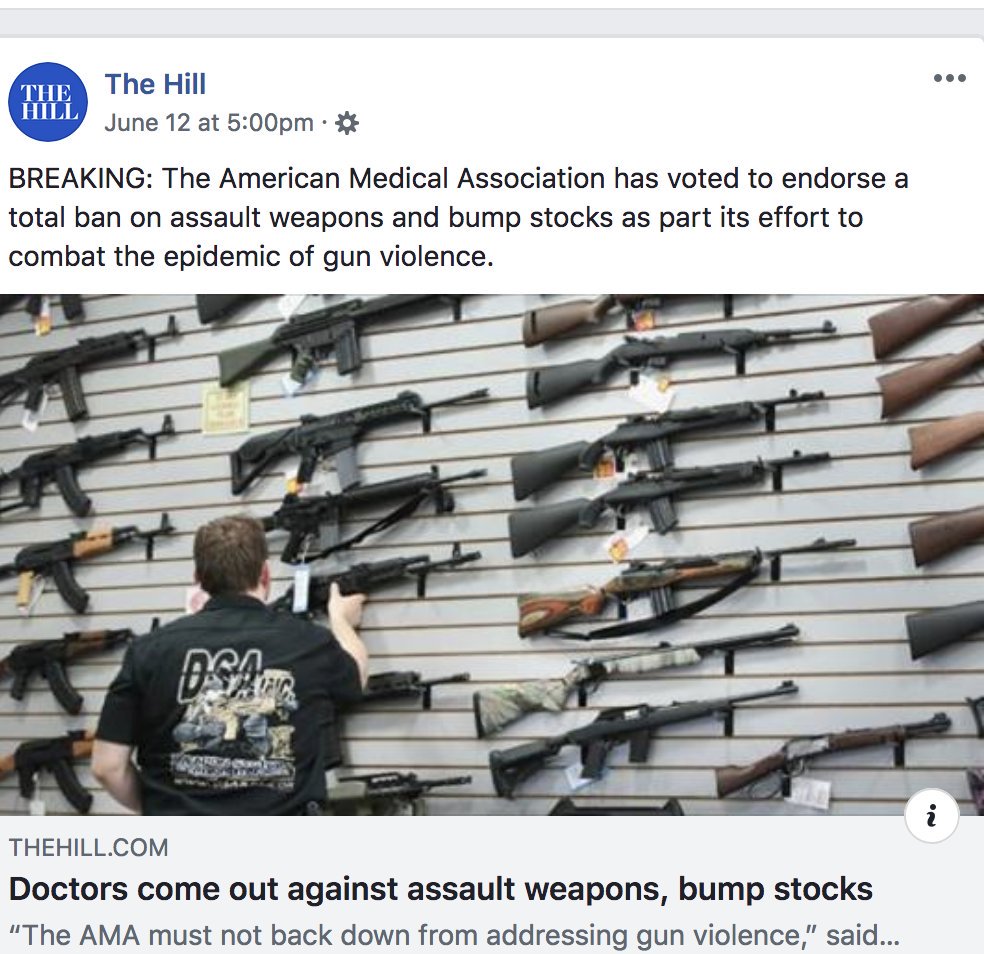 THE
HILL
The Hill
June 12 at 5:00pm ·
BREAKING: The American Medical Association has voted to endorse a
total ban on assault weapons and bump stocks as part its effort to
combat the epidemic of gun violence.
DSA
i
THEHILL.COM
Doctors come out against assault weapons, bump stocks
“The AMA must not back down from addressing gun violence,” said...